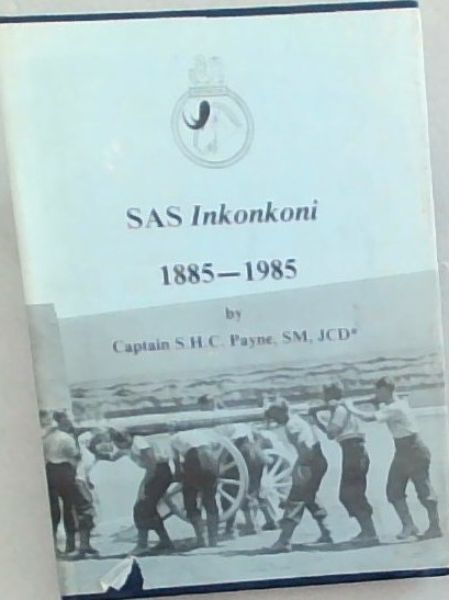 SAS Inkonkoni
1885—1985
by
Captain S.H.C. Payne, SM, JCD*